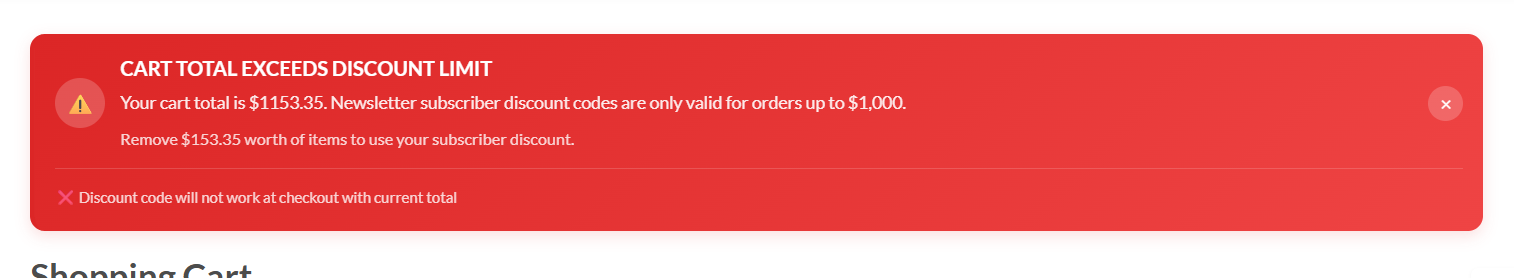 CART TOTAL EXCEEDS DISCOUNT LIMIT
Your cart total is $1153.35. Newsletter subscriber discount codes are only valid for orders up to $1,000.
Remove $153.35 worth of items to use your subscriber discount.
❌ Discount code will not work at checkout with current total
Shopping Cart